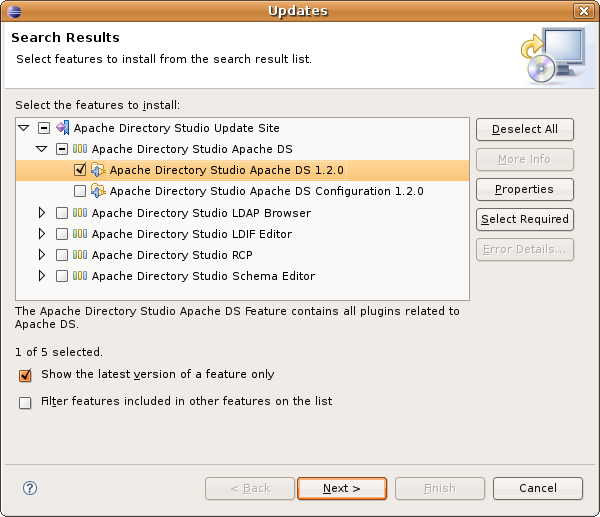 Updates
Search Results
Select features to install from the search result list.
Select the features to install:
Apache Directory Studio Update Site
Apache Directory Studio Apache DS
Apache Directory Studio Apache DS 1.2.0
Apache Directory Studio Apache DS Configuration 1.2.0
Apache Directory Studio LDAP Browser
Apache Directory Studio LDIF Editor
Apache Directory Studio RCP
Apache Directory Studio Schema Editor
Deselect All
More Info
Properties
Select Required
Error Details...
The Apache Directory Studio Apache DS Feature contains all plugins related to
Apache DS.
1 of 5 selected.
Show the latest version of a feature only
Filter features included in other features on the list
?
< Back
Next >
Finish
Cancel